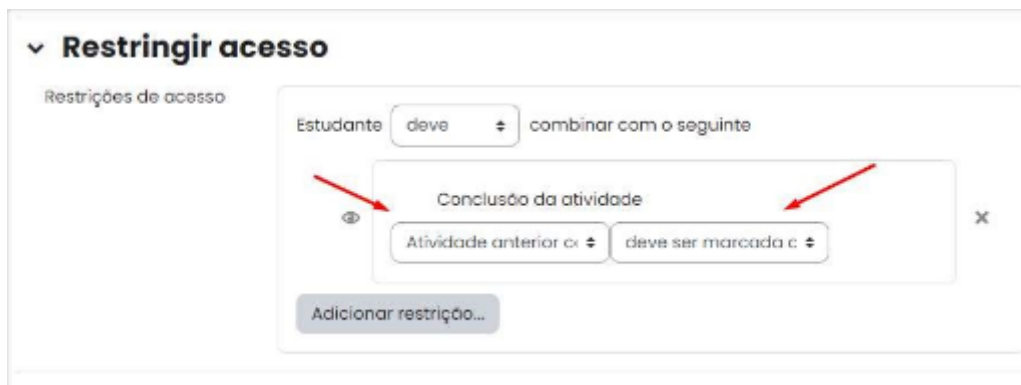 Restringir acesso
Restrições de acesso
Estudante deve combinar com o seguinte
Conclusão da atividade
Atividade anterior co deve ser marcada c
Adicionar restrição...